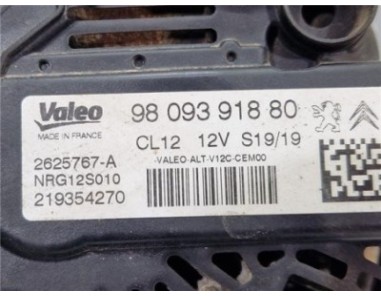 Valeo
MADE IN FRANCE
98 093 918 80
CL12 12V S19/19
VALEO-ALT-V12C-CEM00
2625767-A
NRG12S010
219354270